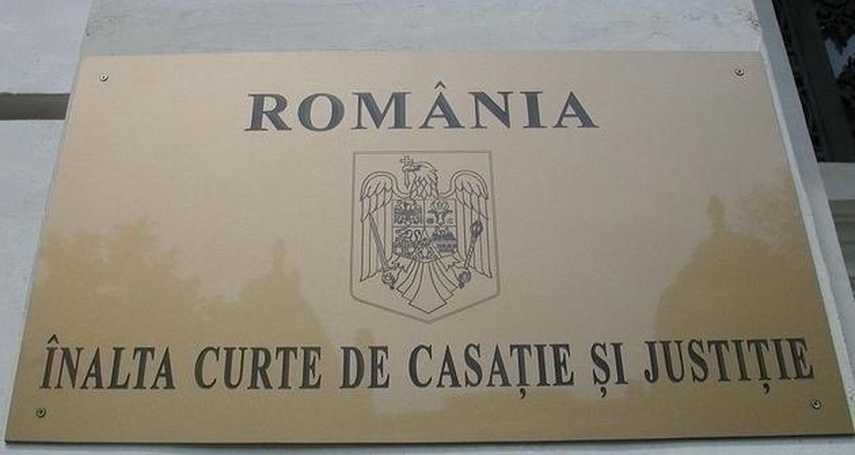 ROMÂNIA
ÎNALTA CURTE DE CASAȚIE ȘI JUSTIȚIE